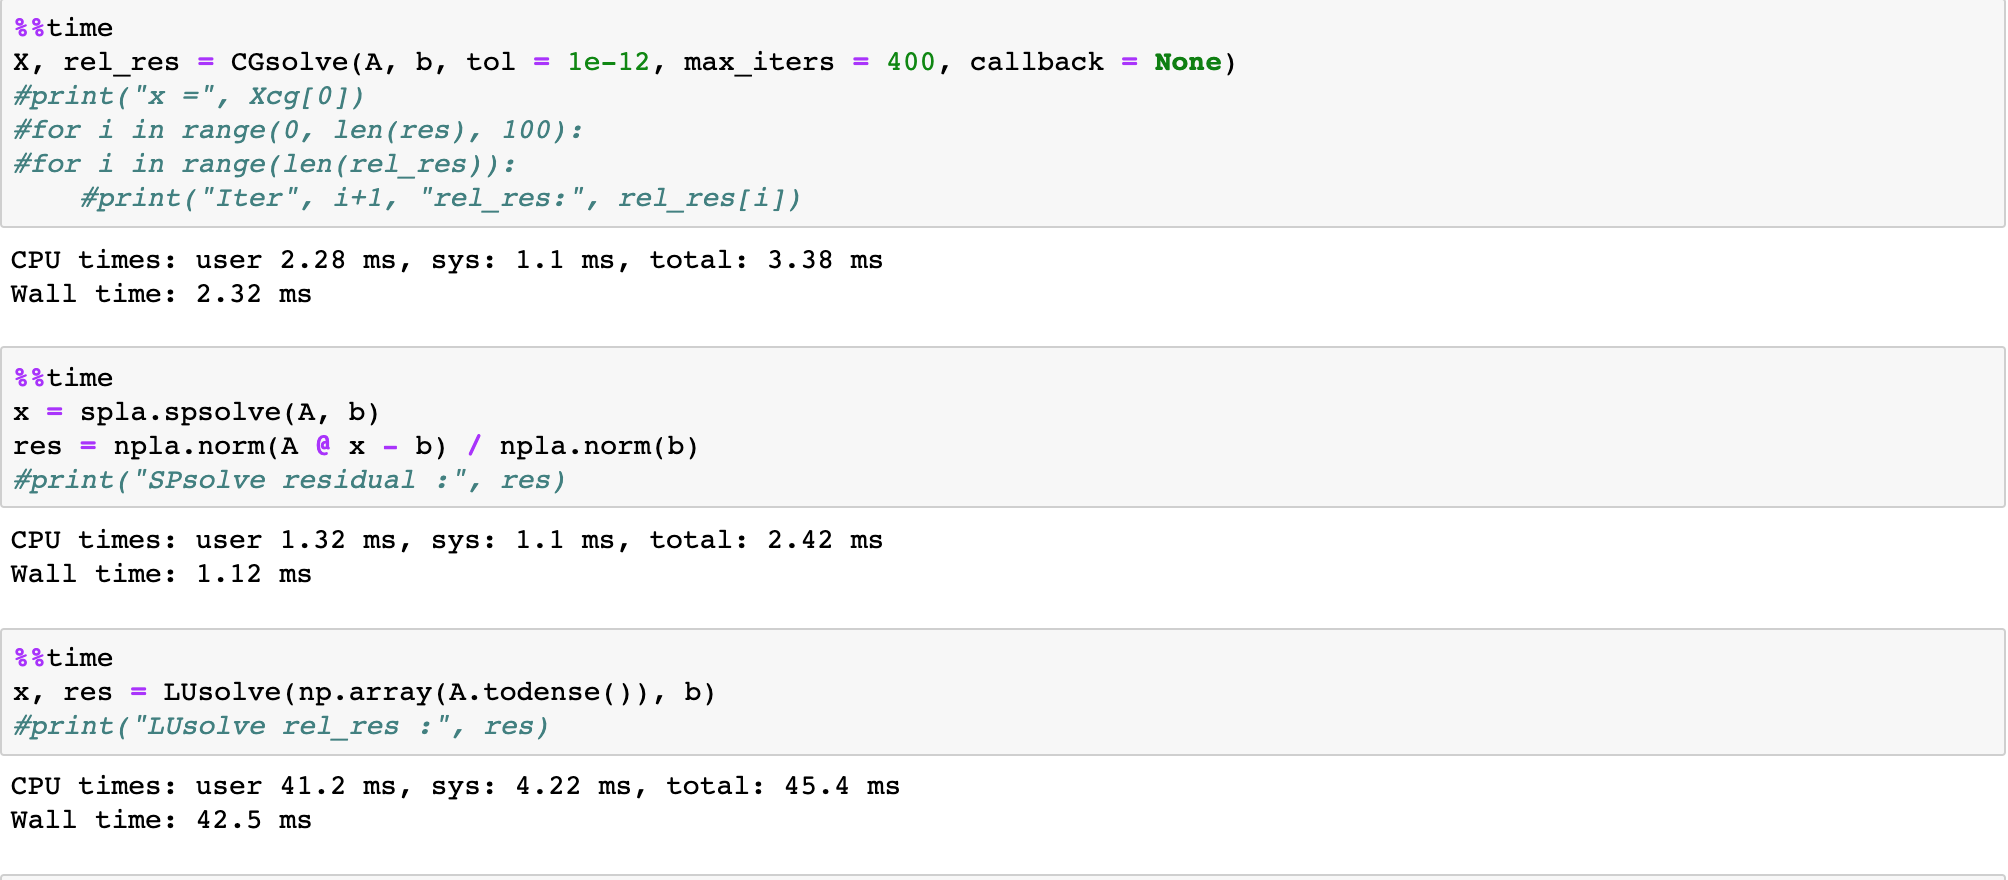 %%time
X, rel_res = CGsolve(A, b, tol = 1e-12, max_iters = 400, callback = None)
#print("x =", Xcg[0])
#for i in range(0, len(res), 100):
#for i in range(len(rel_res)):
    #print("Iter", i+1, "rel_res:", rel_res[i])
CPU times: user 2.28 ms, sys: 1.1 ms, total: 3.38 ms
Wall time: 2.32 ms
%%time
x = spla.spsolve(A, b)
res = npla.norm(A @ x - b) / npla.norm(b)
#print("SPsolve residual :", res)
CPU times: user 1.32 ms, sys: 1.1 ms, total: 2.42 ms
Wall time: 1.12 ms
%%time
x, res = LUsolve(np.array(A.todense()), b)
#print("LUsolve rel_res :", res)
CPU times: user 41.2 ms, sys: 4.22 ms, total: 45.4 ms
Wall time: 42.5 ms